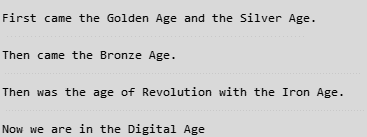 First came the Golden Age and the Silver Age.
Then came the Bronze Age.
Then was the age of Revolution with the Iron Age.
Now we are in the Digital Age